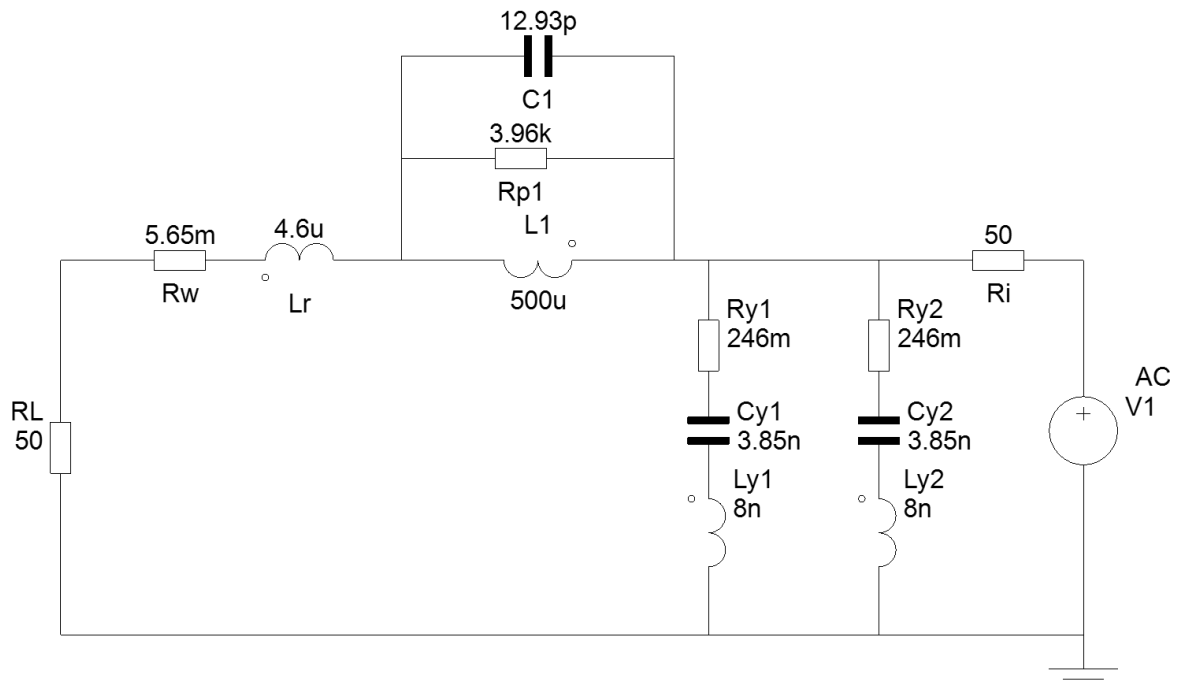 12.93p
C1
3.96k
Rp1
L1
5.65m
4.6u
50
Rw
Lr
500u
Ri
Ry1
246m
Ry2
246m
AC
V1
RL
50
Cy1
3.85n
Cy2
3.85n
Ly1
8n
Ly2
8n